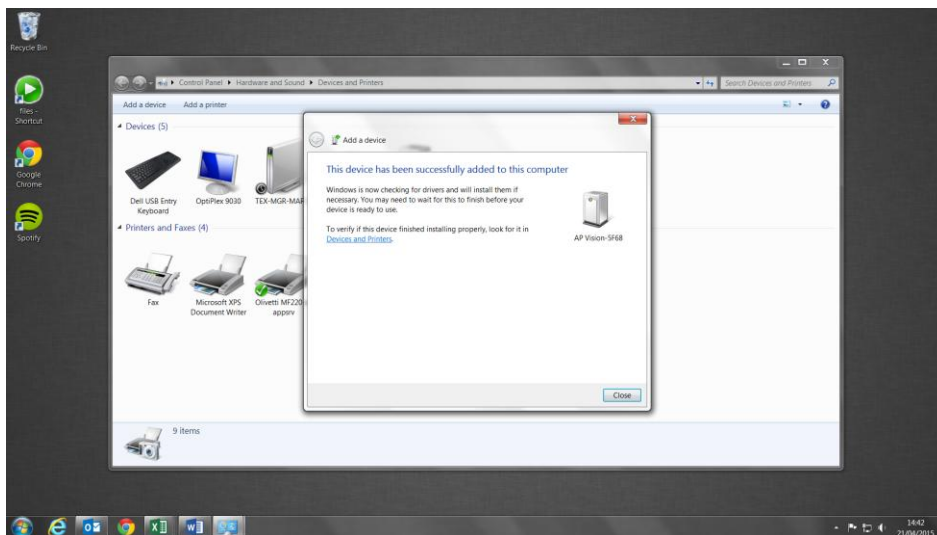 Recycle Bin
files -
Shortcut
Google
Chrome
Spotify
Control Panel
Hardware and Sound
Devices and Printers
Search Devices and Printers
Add a device
Add a printer
Devices (5)
Dell USB Entry
Keyboard
OptiPlex 9030
TEX-MGR-MAR
Printers and Faxes (4)
Fax
Microsoft XPS
Document Writer
Olivetti MF220
appsrv
9 items
Add a device
This device has been successfully added to this computer
Windows is now checking for drivers and will install them if
necessary. You may need to wait for this to finish before your
device is ready to use.
To verify if this device finished installing properly, look for it in
Devices and Printers.
AP Vision-5F68
Close
14:42
21/04/2015